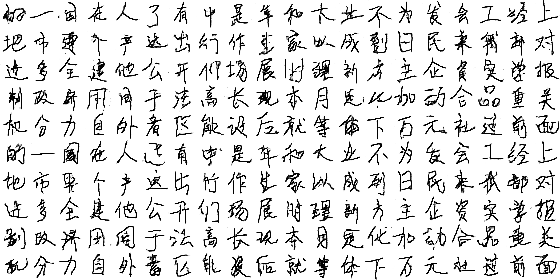 的一国在人了有中是年和大业不为发会工经上
地市要个产这出行作生家以成到日民来我部对
进多全建他公开们场展时理新方主企资实学报
制政济用同于法高长现本月定化加动合品重关
机分力自外者区能设后就等体下万元社过前面
的一国在人了有中是年和大业不为发会工经上
地市要个产这出行作生家以成到日民来我部对
进多全建他公开们场展时理新方主企资实学报
制政济用同于法高长现本月定化加动合品重关
机分力自外者区能设后就等体下万元社过前面